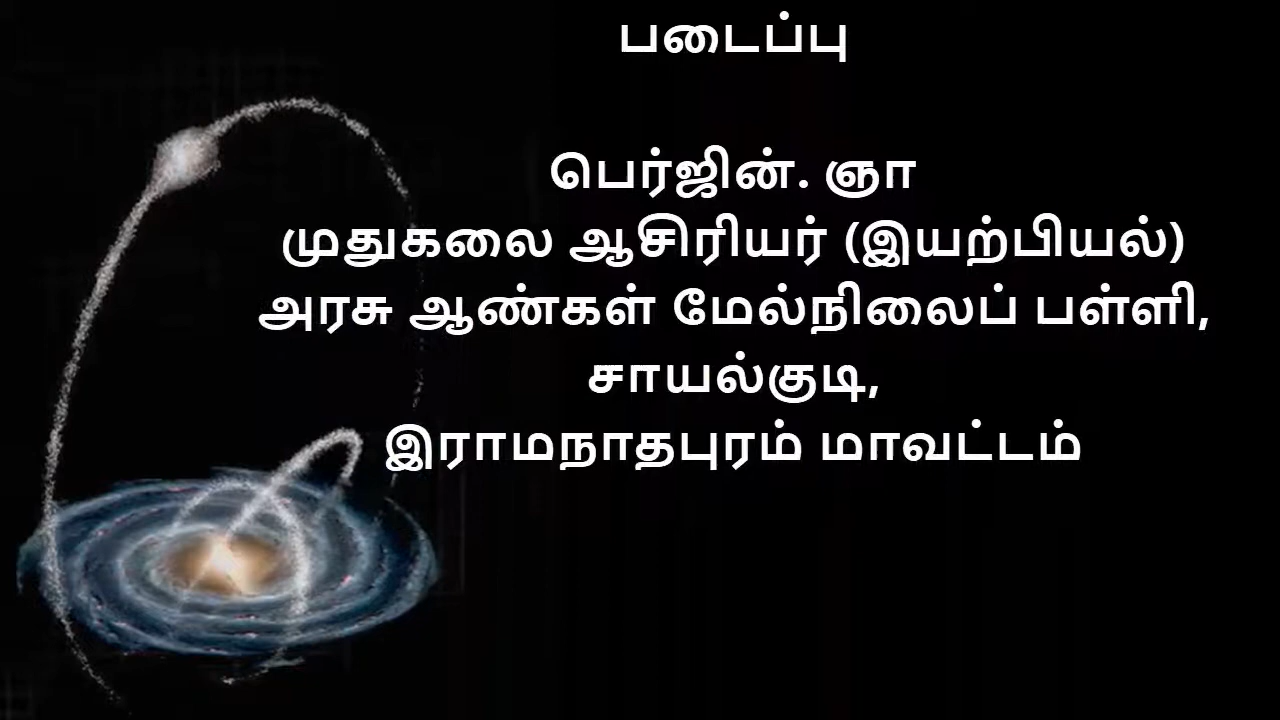 படைப்பு
பெர்ஜின். ஞா
முதுகலை ஆசிரியர் (இயற்பியல்)
அரசு ஆண்கள் மேல்நிலைப் பள்ளி,
சாயல்குடி,
இராமநாதபுரம் மாவட்டம்